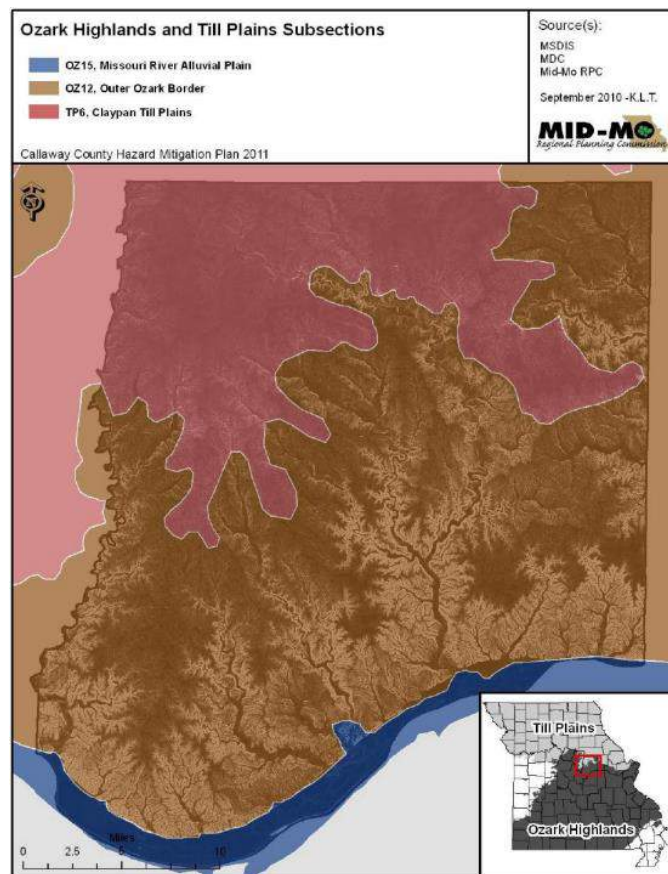 Ozark Highlands and Till Plains Subsections
OZ15, Missouri River Alluvial Plain
OZ12, Outer Ozark Border
TP6, Claypan Till Plains
Callaway County Hazard Mitigation Plan 2011
Source(s):
MSDIS
MDC
Mid-Mo RPC
September 2010 -K.L.T.
MID-MO
Regional Planning Commission
N
Till Plains
Ozark Highlands
Miles
0 2.5 5 10